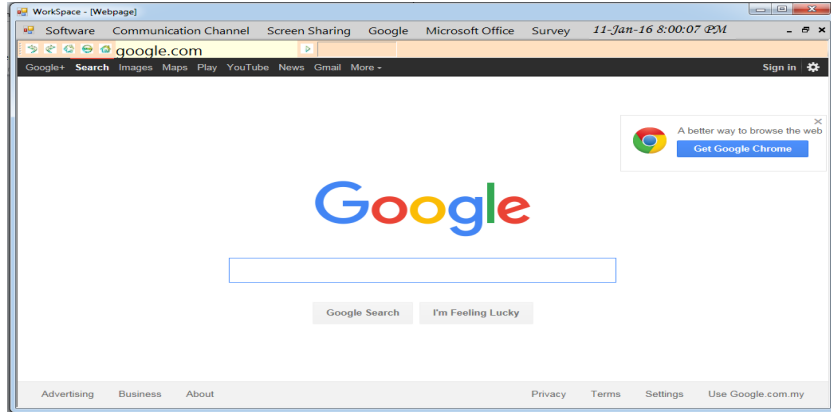 WorkSpace - [Webpage]
Software Communication Channel Screen Sharing Google Microsoft Office Survey 11-Jan-16 8:00:07 PM
google.com
Google+ Search Images Maps Play YouTube News Gmail More Sign in
A better way to browse the web
Get Google Chrome
Google
Google Search I'm Feeling Lucky
Advertising Business About Privacy Terms Settings Use Google.com.my